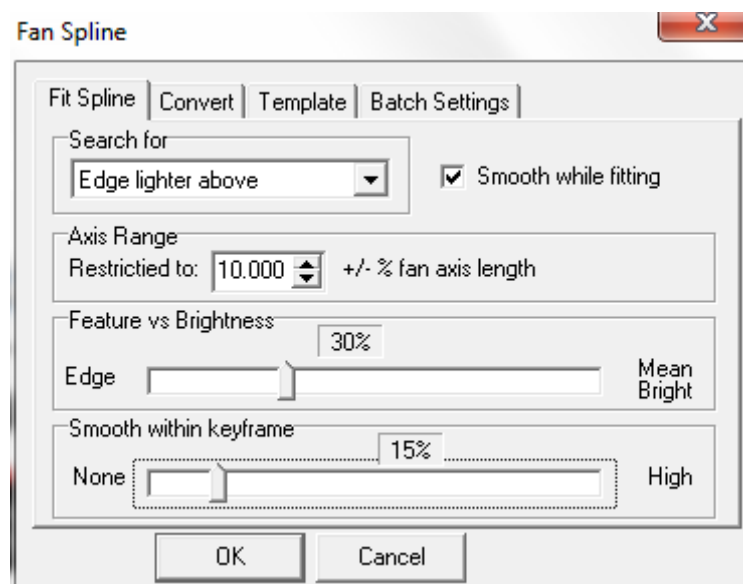 Fan Spline
Fit Spline Convert Template Batch Settings
Search for
Edge lighter above
Smooth while fitting
Axis Range
Restrictied to: 10.000 +/- % fan axis length
Feature vs Brightness
30%
Edge
Mean
Bright
Smooth within keyframe
15%
None
High
OK Cancel